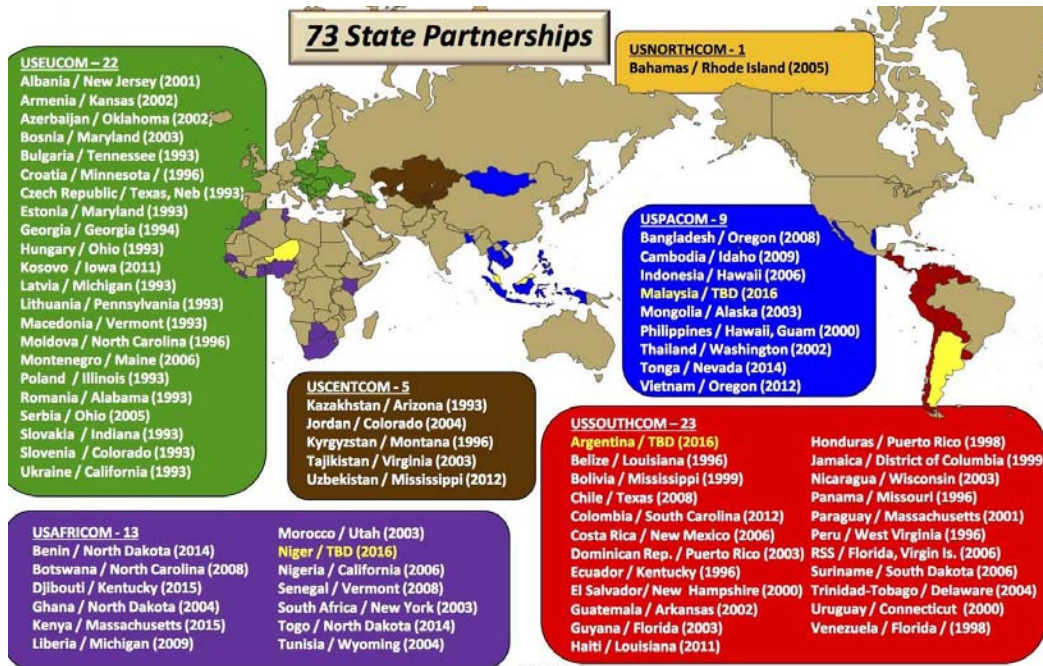 73 State Partnerships
USEUCOM – 22
Albania / New Jersey (2001)
Armenia / Kansas (2002)
Azerbaijan / Oklahoma (2002)
Bosnia / Maryland (2003)
Bulgaria / Tennessee (1993)
Croatia / Minnesota / (1996)
Czech Republic / Texas, Neb (1993)
Estonia / Maryland (1993)
Georgia / Georgia (1994)
Hungary / Ohio (1993)
Kosovo / Iowa (2011)
Latvia / Michigan (1993)
Lithuania / Pennsylvania (1993)
Macedonia / Vermont (1993)
Moldova / North Carolina (1996)
Montenegro / Maine (2006)
Poland / Illinois (1993)
Romania / Alabama (1993)
Serbia / Ohio (2005)
Slovakia / Indiana (1993)
Slovenia / Colorado (1993)
Ukraine / California (1993)
USNORTHCOM - 1
Bahamas / Rhode Island (2005)
USPACOM - 9
Bangladesh / Oregon (2008)
Cambodia / Idaho (2009)
Indonesia / Hawaii (2006)
Malaysia / TBD (2016
Mongolia / Alaska (2003)
Philippines / Hawaii, Guam (2000)
Thailand / Washington (2002)
Tonga / Nevada (2014)
Vietnam / Oregon (2012)
USCENTCOM - 5
Kazakhstan / Arizona (1993)
Jordan / Colorado (2004)
Kyrgyzstan / Montana (1996)
Tajikistan / Virginia (2003)
Uzbekistan / Mississippi (2012)
USAFRICOM - 13
Benin / North Dakota (2014)
Botswana / North Carolina (2008)
Djibouti / Kentucky (2015)
Ghana / North Dakota (2004)
Kenya / Massachusetts (2015)
Liberia / Michigan (2009)
Morocco / Utah (2003)
Niger / TBD (2016)
Nigeria / California (2006)
Senegal / Vermont (2008)
South Africa / New York (2003)
Togo / North Dakota (2014)
Tunisia / Wyoming (2004)
USSOUTHCOM – 23
Argentina / TBD (2016)
Belize / Louisiana (1996)
Bolivia / Mississippi (1999)
Chile / Texas (2008)
Colombia / South Carolina (2012)
Costa Rica / New Mexico (2006)
Dominican Rep. / Puerto Rico (2003)
Ecuador / Kentucky (1996)
El Salvador / New Hampshire (2000)
Guatemala / Arkansas (2002)
Guyana / Florida (2003)
Haiti / Louisiana (2011)
Honduras / Puerto Rico (1998)
Jamaica / District of Columbia (1999
Nicaragua / Wisconsin (2003)
Panama / Missouri (1996)
Paraguay / Massachusetts (2001)
Peru / West Virginia (1996)
RSS / Florida, Virgin Is. (2006)
Suriname / South Dakota (2006)
Trinidad-Tobago / Delaware (2004)
Uruguay / Connecticut (2000)
Venezuela / Florida / (1998)